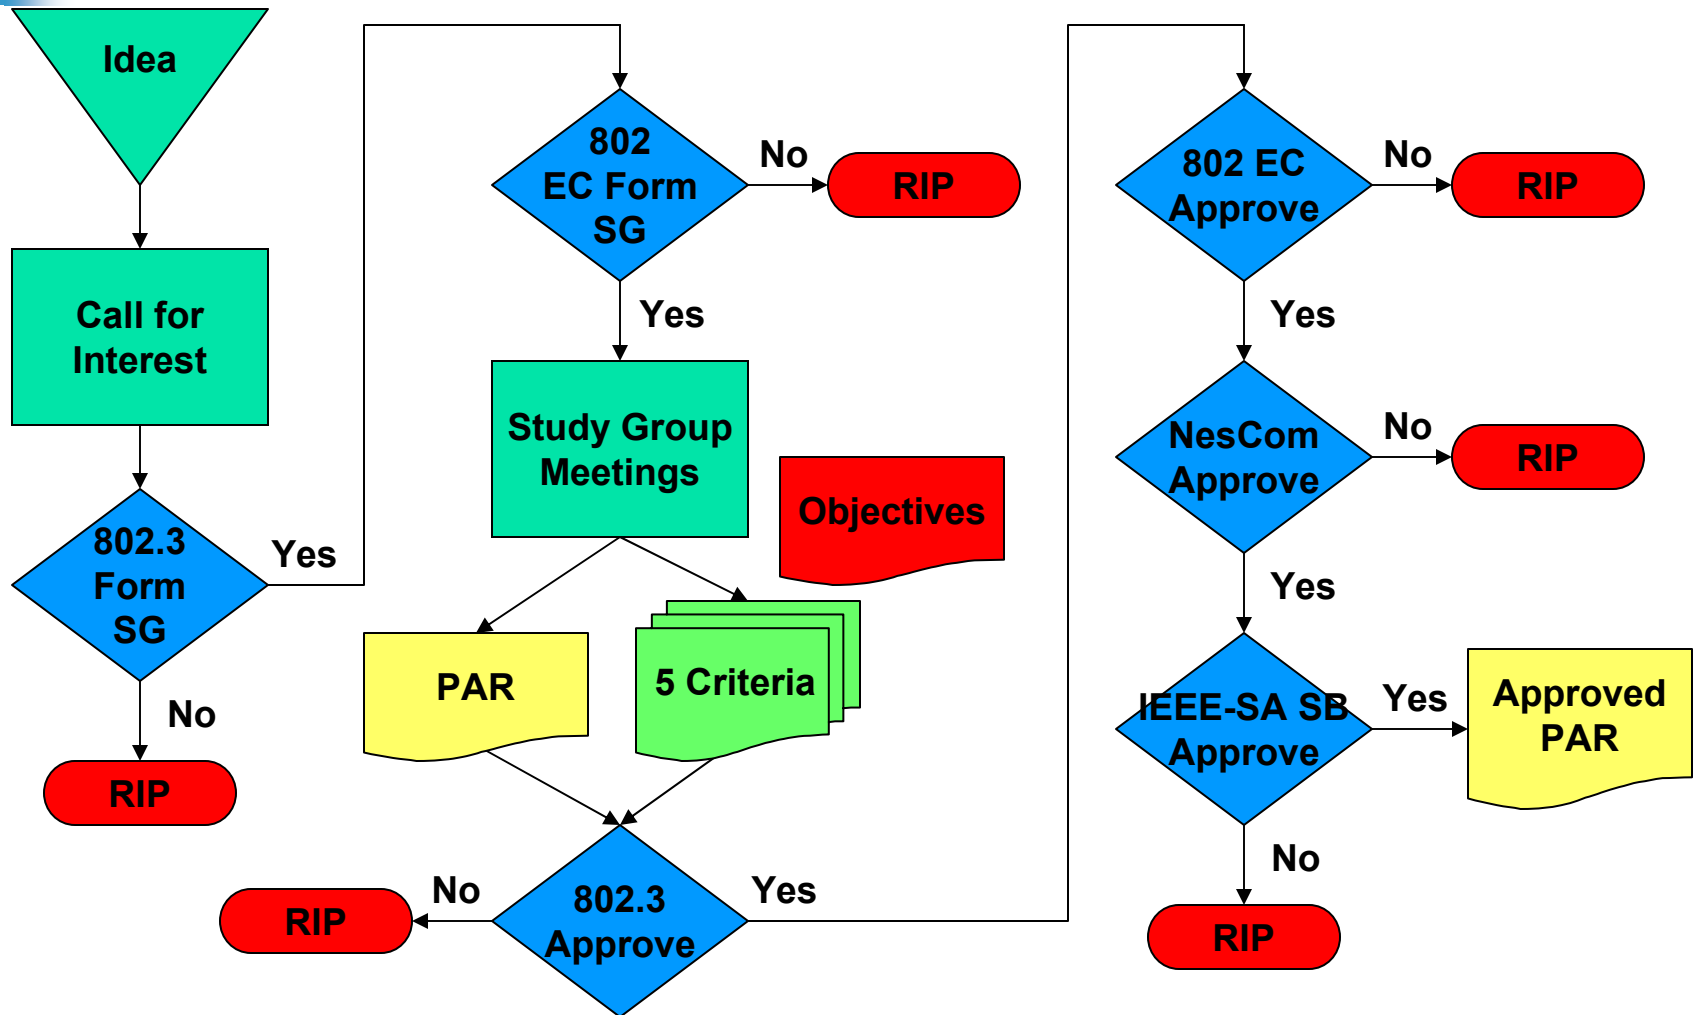 Idea
Call for
Interest
802.3
Form
SG
Yes
No
RIP
802
EC Form
SG
No
RIP
Yes
Study Group
Meetings
Objectives
PAR
5 Criteria
802.3
Approve
No
RIP
Yes
802 EC
Approve
No
RIP
Yes
NesCom
Approve
No
RIP
Yes
IEEE-SA SB
Approve
Yes
Approved
PAR
No
RIP